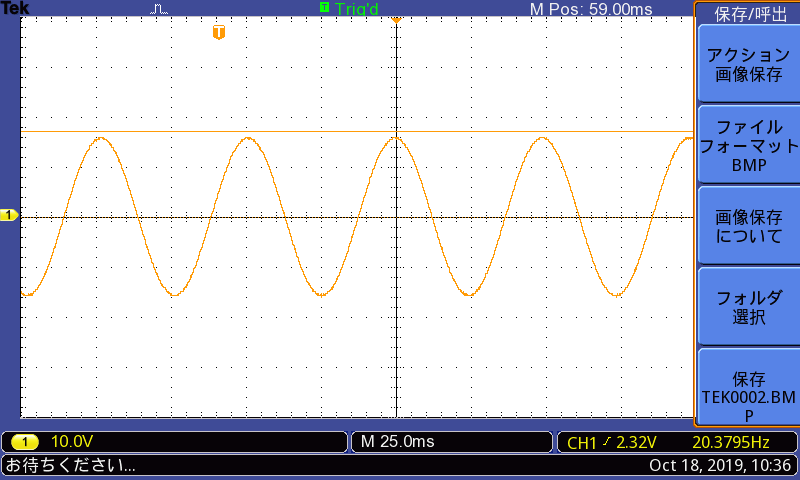 Tek
T Trig'd
M Pos: 59.00ms
保存/呼出
T
アクション
画像保存
ファイル
フォーマット
BMP
1
画像保存
について
フォルダ
選択
保存
TEK0002.BM
P
1 10.0V
M 25.0ms
CH1 2.32V
20.3795Hz
お待ちください...
Oct 18, 2019, 10:36